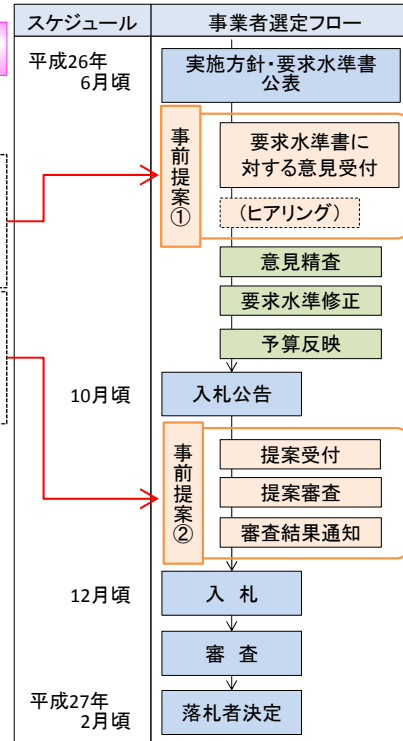 スケジュール
事業者選定フロー
平成26年
6月頃
実施方針・要求水準書
公表
事前提案①
要求水準書に
対する意見受付
(ヒアリング)
意見精査
要求水準修正
予算反映
10月頃
入札公告
事前提案②
提案受付
提案審査
審査結果通知
12月頃
入 札
審 査
平成27年
2月頃
落札者決定